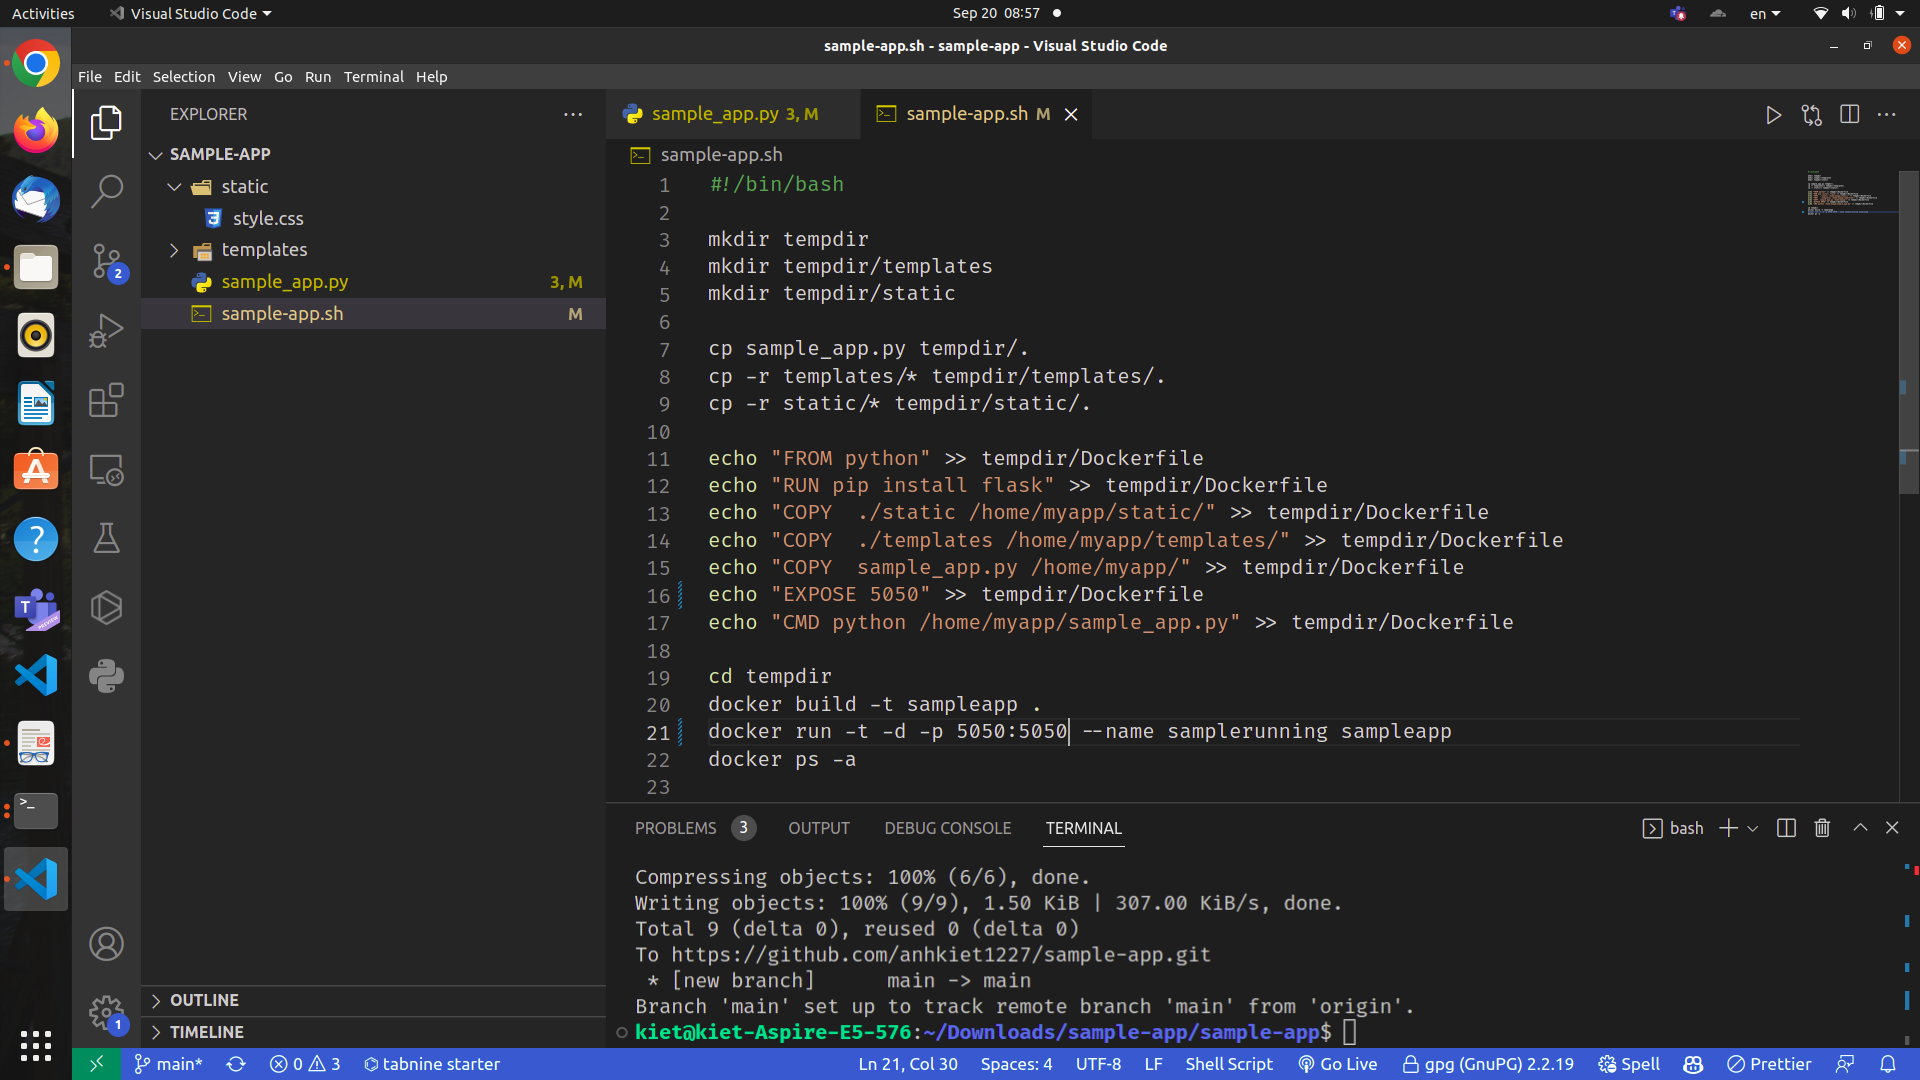 Activities Visual Studio Code Sep 20 08:57 en
sample-app.sh - sample-app - Visual Studio Code
File Edit Selection View Go Run Terminal Help
EXPLORER
SAMPLE-APP
static
style.css
templates
sample_app.py 3, M
sample-app.sh M
2
1
OUTLINE
TIMELINE
sample_app.py 3, M sample-app.sh M
sample-app.sh
1 #!/bin/bash
2
3 mkdir tempdir
4 mkdir tempdir/templates
5 mkdir tempdir/static
6
7 cp sample_app.py tempdir/.
8 cp -r templates/* tempdir/templates/.
9 cp -r static/* tempdir/static/.
10
11 echo "FROM python" >> tempdir/Dockerfile
12 echo "RUN pip install flask" >> tempdir/Dockerfile
13 echo "COPY  ./static /home/myapp/static/" >> tempdir/Dockerfile
14 echo "COPY  ./templates /home/myapp/templates/" >> tempdir/Dockerfile
15 echo "COPY  sample_app.py /home/myapp/" >> tempdir/Dockerfile
16 echo "EXPOSE 5050" >> tempdir/Dockerfile
17 echo "CMD python /home/myapp/sample_app.py" >> tempdir/Dockerfile
18
19 cd tempdir
20 docker build -t sampleapp .
21 docker run -t -d -p 5050:5050 --name samplerunning sampleapp
22 docker ps -a
23
PROBLEMS 3 OUTPUT DEBUG CONSOLE TERMINAL bash
Compressing objects: 100% (6/6), done.
Writing objects: 100% (9/9), 1.50 KiB | 307.00 KiB/s, done.
Total 9 (delta 0), reused 0 (delta 0)
To https://github.com/anhkiet1227/sample-app.git
 * [new branch]      main -> main
Branch 'main' set up to track remote branch 'main' from 'origin'.
kiet@kiet-Aspire-E5-576:~/Downloads/sample-app/sample-app$
main* 0 3 tabnine starter Ln 21, Col 30 Spaces: 4 UTF-8 LF Shell Script Go Live gpg (GnuPG) 2.2.19 Spell Prettier